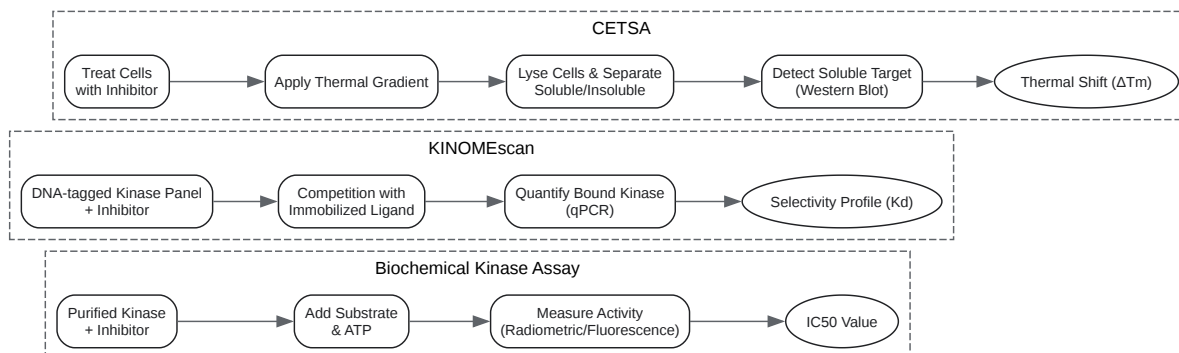 CETSA
Treat Cells
with Inhibitor
Apply Thermal Gradient
Lyse Cells & Separate
Soluble/Insoluble
Detect Soluble Target
(Western Blot)
Thermal Shift (ΔTm)
KINOMEscan
DNA-tagged Kinase Panel
+ Inhibitor
Competition with
Immobilized Ligand
Quantify Bound Kinase
(qPCR)
Selectivity Profile (Kd)
Biochemical Kinase Assay
Purified Kinase
+ Inhibitor
Add Substrate
& ATP
Measure Activity
(Radiometric/Fluorescence)
IC50 Value